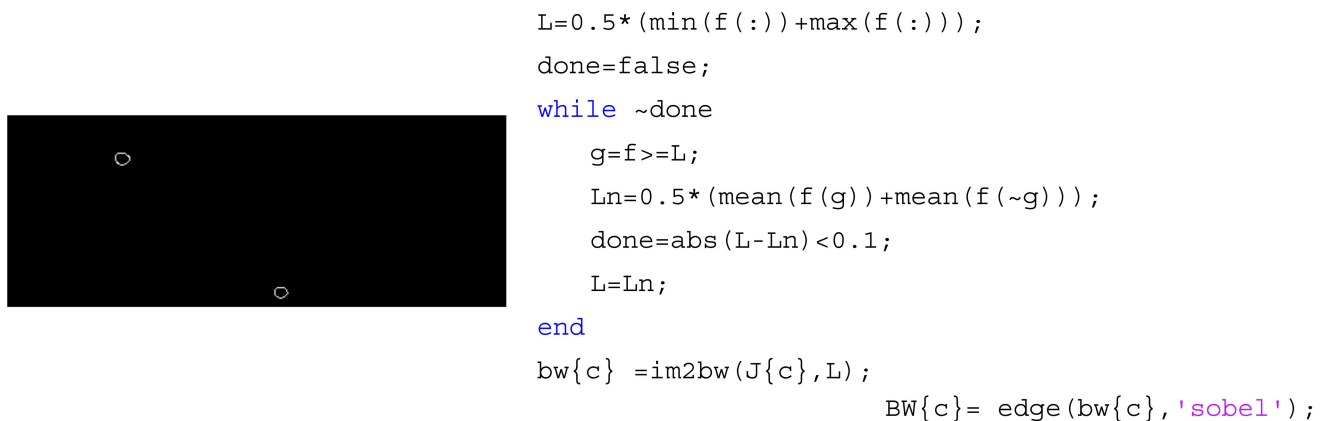 L=0.5*(min(f(:))+max(f(:)));
done=false;
while ~done
g=f>=L;
Ln=0.5*(mean(f(g))+mean(f(~g)));
done=abs(L-Ln)<0.1;
L=Ln;
end
bw{c} =im2bw(J{c},L);
BW{c}= edge(bw{c},'sobel');